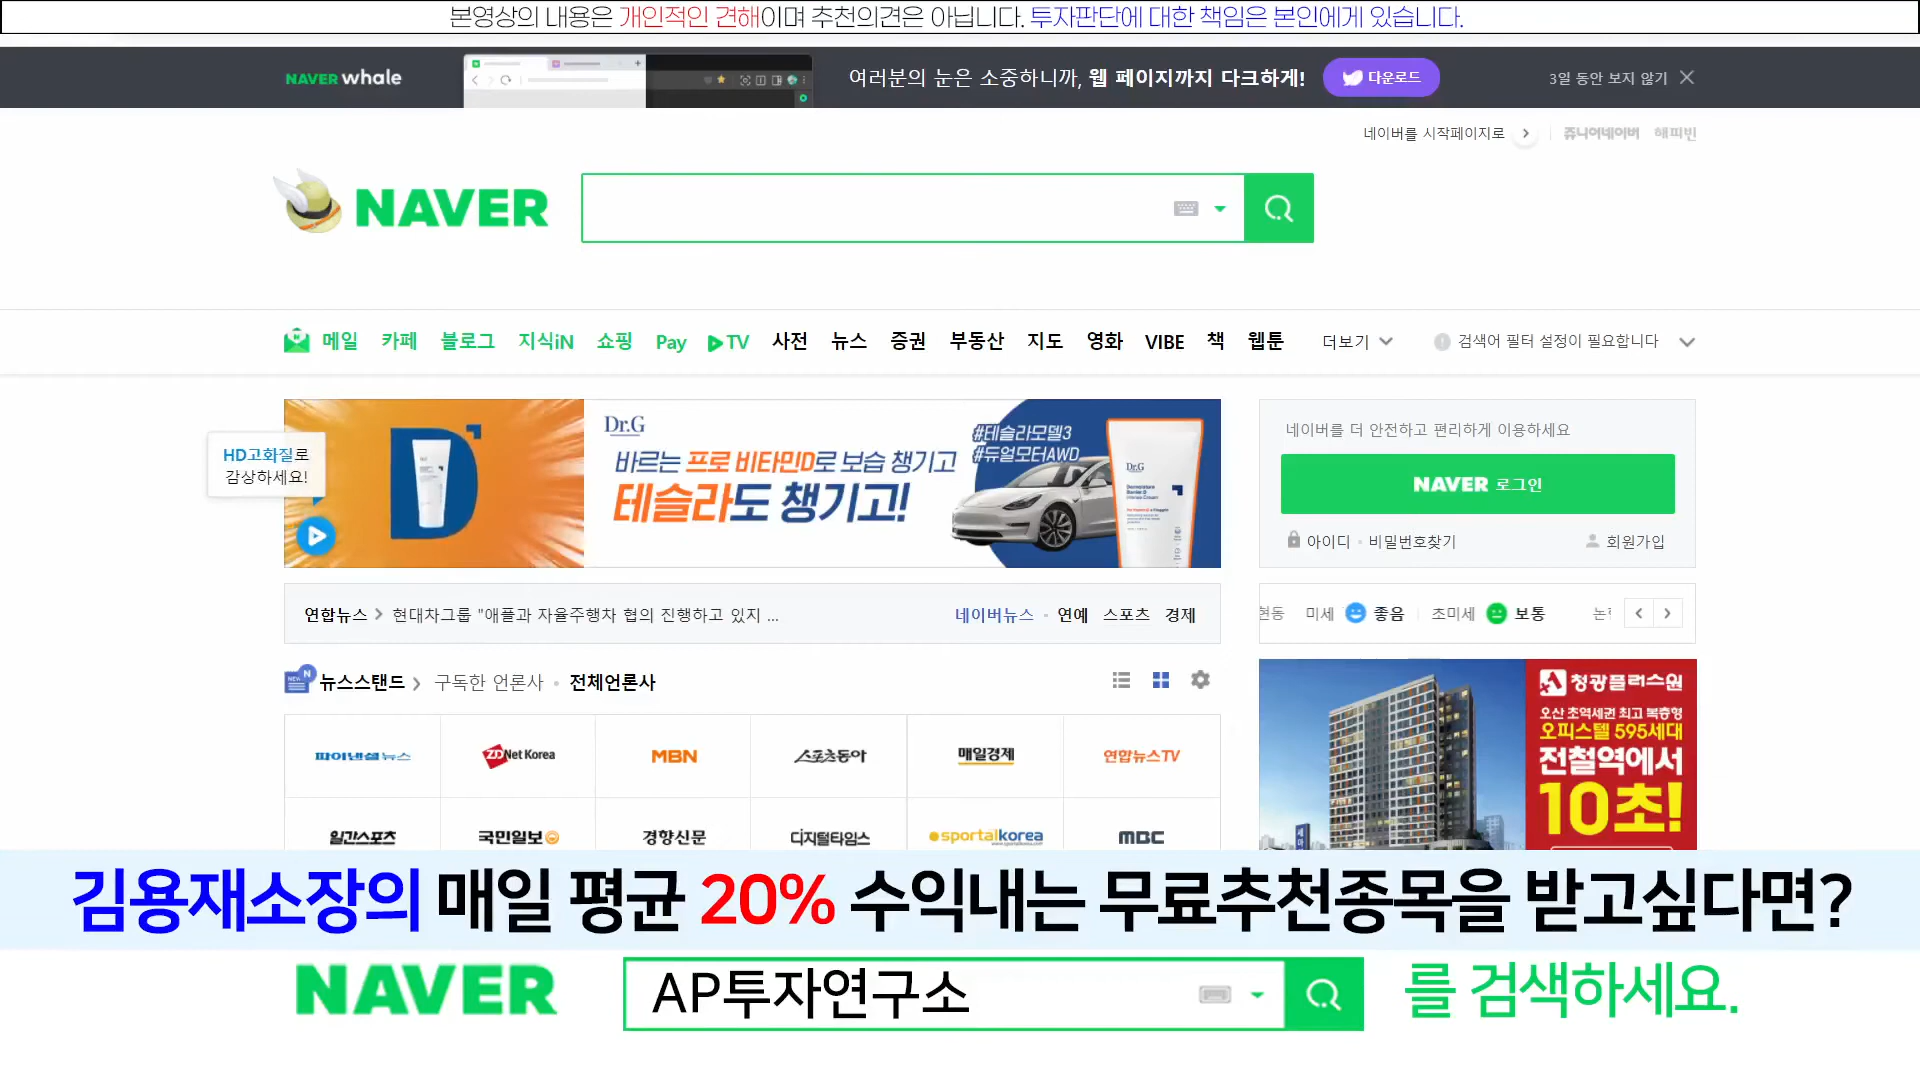 본영상의 내용은 개인적인 견해이며 추천의견은 아닙니다. 투자판단에 대한 책임은 본인에게 있습니다.
NAVER whale
여러분의 눈은 소중하니까, 웹 페이지까지 다크하게!
다운로드
3일 동안 보지 않기
네이버를 시작페이지로
쥬니어네이버 해피빈
NAVER
메일 카페 블로그 지식iN 쇼핑 Pay TV 사전 뉴스 증권 부동산 지도 영화 VIBE 책 웹툰 더보기
검색어 필터 설정이 필요합니다
HD고화질로
감상하세요!
Dr.G
바르는 프로 비타민D로 보습 챙기고
테슬라도 챙기고!
#테슬라모델3
#듀얼모터AWD
Dr.G
네이버를 더 안전하고 편리하게 이용하세요
NAVER 로그인
아이디 · 비밀번호찾기
회원가입
연합뉴스 > 현대차그룹 "애플과 자율주행차 협의 진행하고 있지 ...
네이버뉴스 · 연예 스포츠 경제
현동 미세 좋음 초미세 보통
뉴스스탠드 > 구독한 언론사 · 전체언론사
파이낸셜뉴스 ZDNet Korea MBN 스포츠동아 매일경제 연합뉴스TV
일간스포츠 국민일보 경향신문 디지털타임스 sportalkorea MBC
청광플러스원
오산 초역세권 최고 복층형
오피스텔 595세대
전철역에서
10초!
김용재소장의 매일 평균 20% 수익내는 무료추천종목을 받고싶다면?
NAVER AP투자연구소 를 검색하세요.